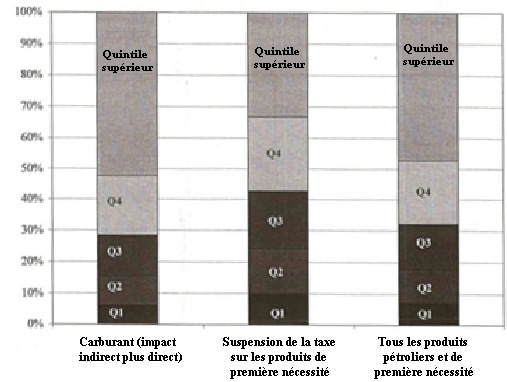 100%
90%
80%
70%
60%
50%
40%
30%
20%
10%
0%
Quintile
supérieur
Q4
Q3
Q2
Q1
Quintile
supérieur
Q4
Q3
Q2
Q1
Quintile
supérieur
Q4
Q3
Q2
Q1
Carburant (impact
indirect plus direct)
Suspension de la taxe
sur les produits de
première nécessité
Tous les produits
pétroliers et de
première nécessité